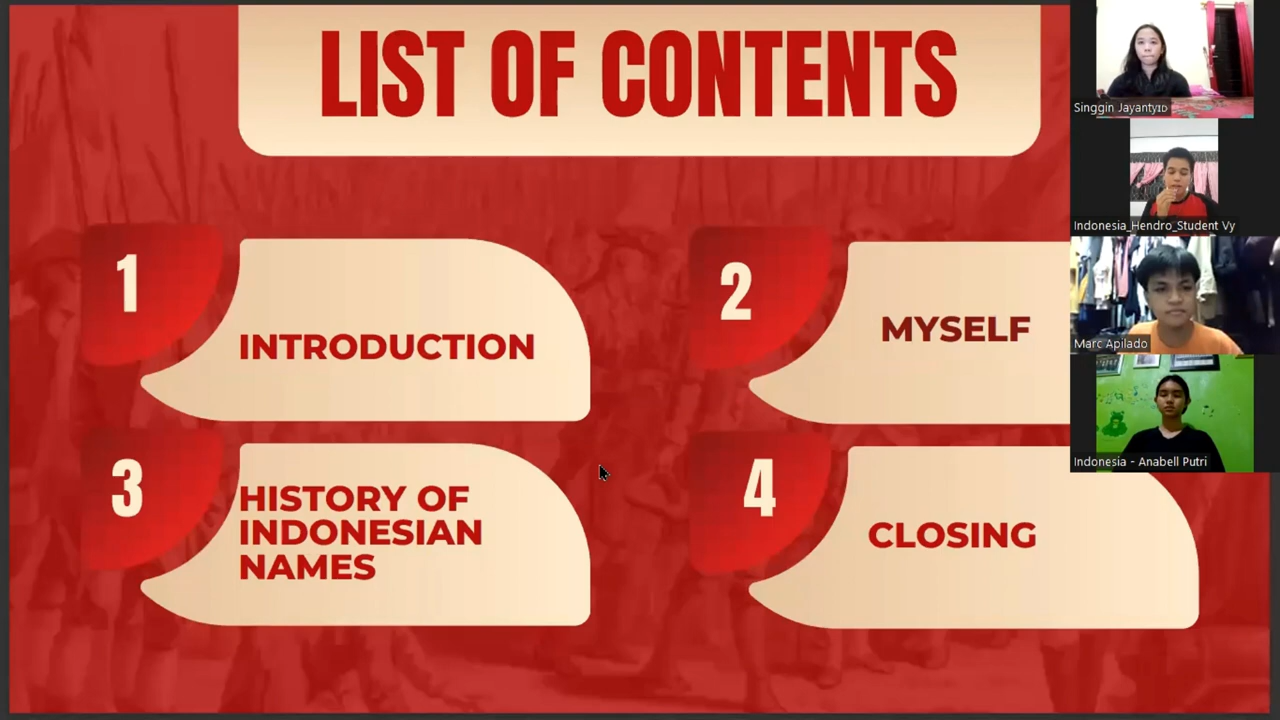 LIST OF CONTENTS
1
INTRODUCTION
2
MYSELF
3
HISTORY OF
INDONESIAN
NAMES
4
CLOSING
Singgin Jayantyɪᴅ
Indonesia_Hendro_Student Vy
Marc Apilado
Indonesia - Anabell Putri